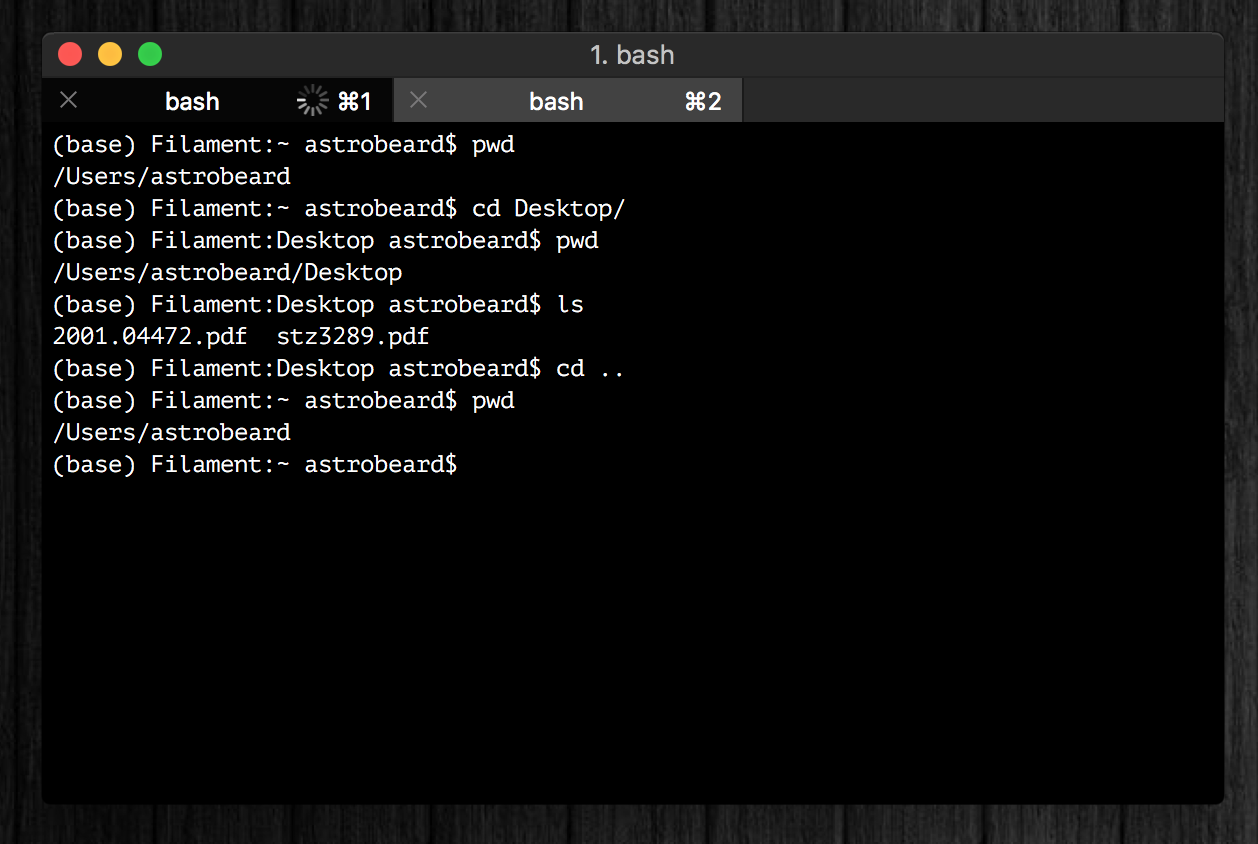 1. bash
bash ⌘1 bash ⌘2
(base) Filament:~ astrobeard$ pwd
/Users/astrobeard
(base) Filament:~ astrobeard$ cd Desktop/
(base) Filament:Desktop astrobeard$ pwd
/Users/astrobeard/Desktop
(base) Filament:Desktop astrobeard$ ls
2001.04472.pdf  stz3289.pdf
(base) Filament:Desktop astrobeard$ cd ..
(base) Filament:~ astrobeard$ pwd
/Users/astrobeard
(base) Filament:~ astrobeard$